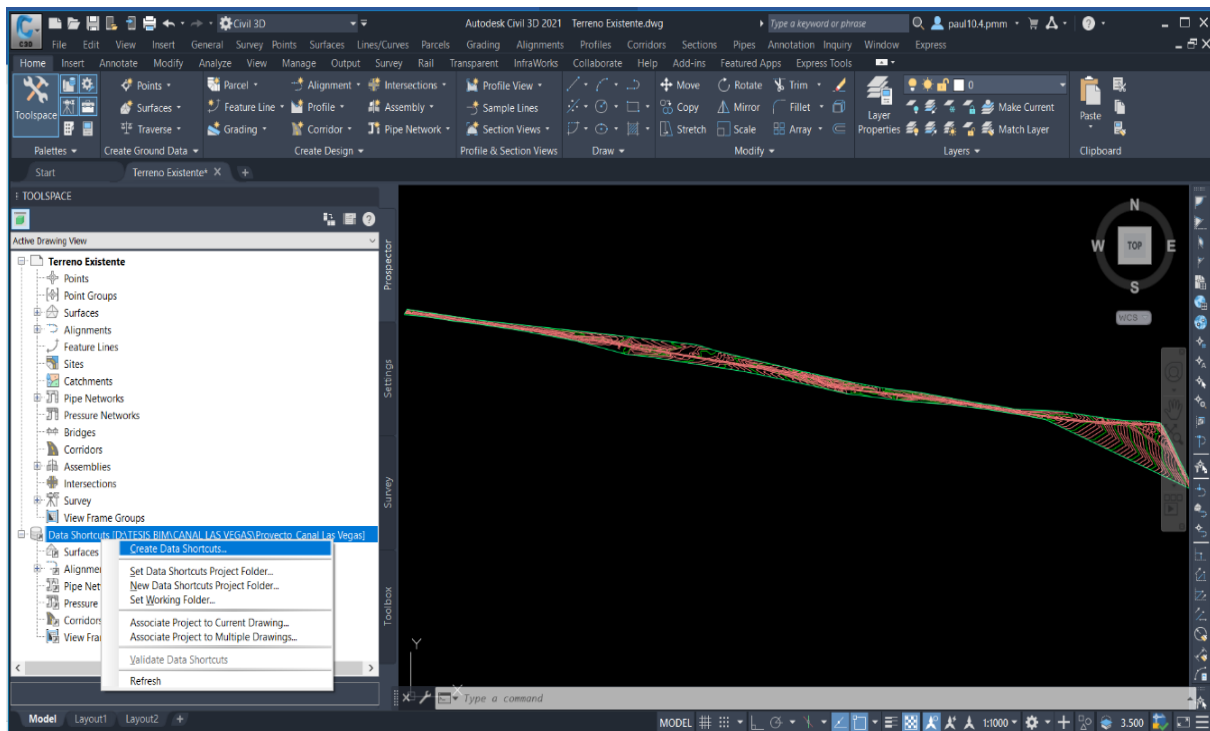 Civil 3D
Autodesk Civil 3D 2021 Terreno Existente.dwg
Type a keyword or phrase
paul10.4.pmm
C3D
File Edit View Insert General Survey Points Surfaces Lines/Curves Parcels Grading Alignments Profiles Corridors Sections Pipes Annotation Inquiry Window Express
Home Insert Annotate Modify Analyze View Manage Output Survey Rail Transparent InfraWorks Collaborate Help Add-ins Featured Apps Express Tools
Toolspace
Points
Surfaces
Traverse
Parcel
Feature Line
Grading
Alignment
Profile
Corridor
Intersections
Assembly
Pipe Network
Profile View
Sample Lines
Section Views
Move
Copy
Stretch
Rotate
Mirror
Scale
Trim
Fillet
Array
Layer
Properties
0
Make Current
Match Layer
Paste
Palettes Create Ground Data Create Design Profile & Section Views Draw Modify Layers Clipboard
Start Terreno Existente* X +
TOOLSPACE
Active Drawing View
Terreno Existente
Points
Point Groups
Surfaces
Alignments
Feature Lines
Sites
Catchments
Pipe Networks
Pressure Networks
Bridges
Corridors
Assemblies
Intersections
Survey
View Frame Groups
Data Shortcuts [D:\TESIS BIM\CANAL LAS VEGAS\Proyecto_Canal Las Vegas]
Surfaces
Alignme
Pipe Net
Pressure
Corridors
View Fra
Create Data Shortcuts...
Set Data Shortcuts Project Folder...
New Data Shortcuts Project Folder...
Set Working Folder...
Associate Project to Current Drawing...
Associate Project to Multiple Drawings...
Validate Data Shortcuts
Refresh
Prospector
Settings
Survey
Toolbox
N
W TOP E
S
WCS
Y
X
Type a command
Model Layout1 Layout2 +
MODEL
1:1000
3.500